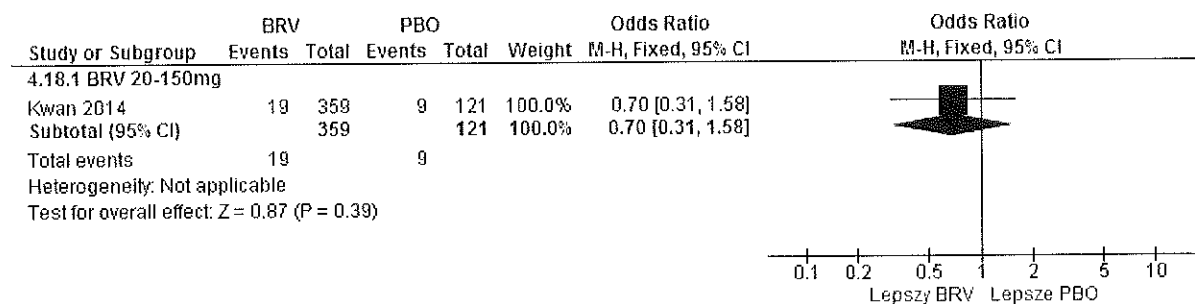 BRV PBO Odds Ratio Odds Ratio
Study or Subgroup Events Total Events Total Weight M-H, Fixed, 95% CI M-H, Fixed, 95% CI
4.18.1 BRV 20-150mg
Kwan 2014 19 359 9 121 100.0% 0.70 [0.31, 1.58]
Subtotal (95% CI) 359 121 100.0% 0.70 [0.31, 1.58]
Total events 19 9
Heterogeneity: Not applicable
Test for overall effect: Z = 0.87 (P = 0.39)
0.1 0.2 0.5 1 2 5 10
Lepszy BRV Lepsze PBO